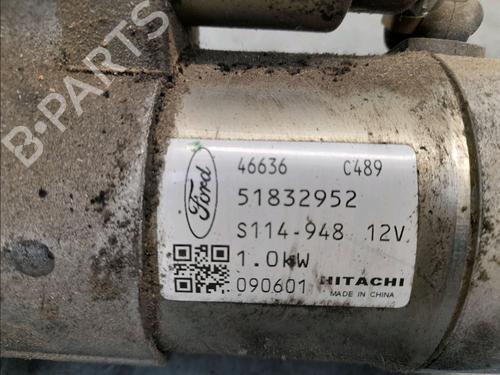 B-PARTS
Ford
46636 C489
51832952
S114-948 12V
1.0kW
090601 HITACHI
MADE IN CHINA